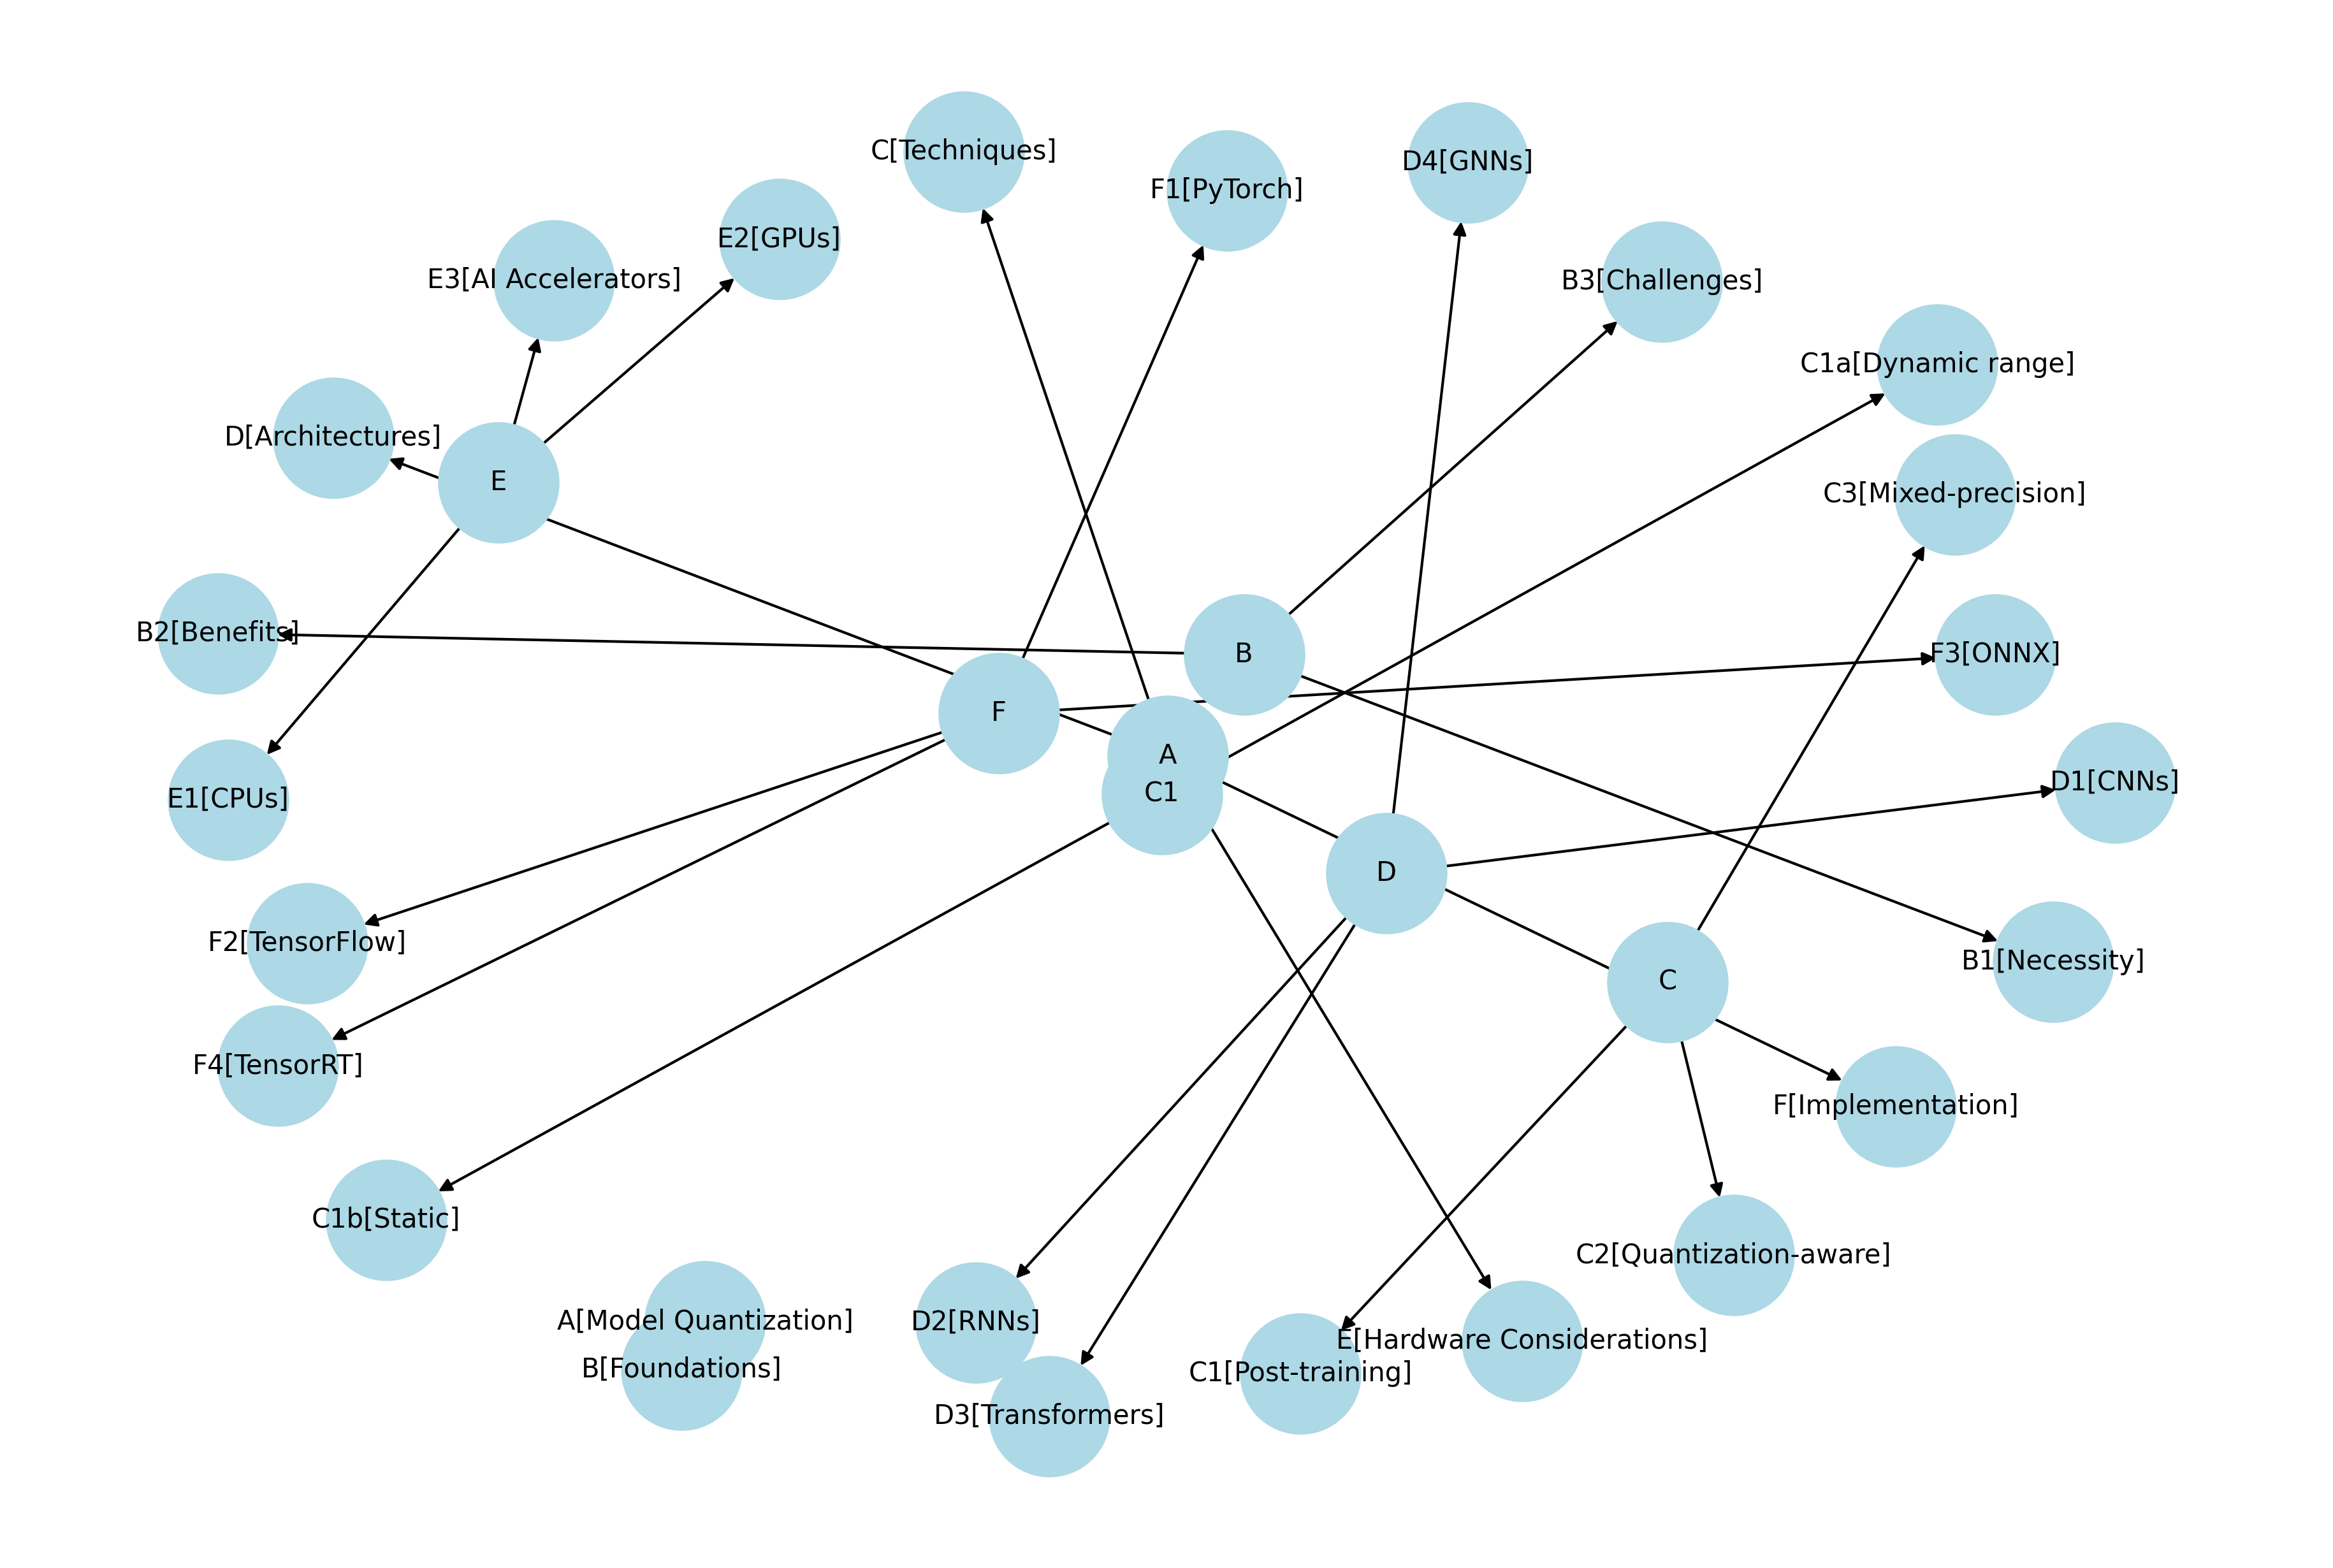 C[Techniques]
D4[GNNs]
F1[PyTorch]
E2[GPUs]
E3[AI Accelerators]
B3[Challenges]
C1a[Dynamic range]
D[Architectures]
E
C3[Mixed-precision]
B2[Benefits]
B
F3[ONNX]
F
A
D1[CNNs]
C1
E1[CPUs]
D
F2[TensorFlow]
B1[Necessity]
C
F4[TensorRT]
F[Implementation]
C1b[Static]
C2[Quantization-aware]
A[Model Quantization]
D2[RNNs]
E[Hardware Considerations]
B[Foundations]
C1[Post-training]
D3[Transformers]